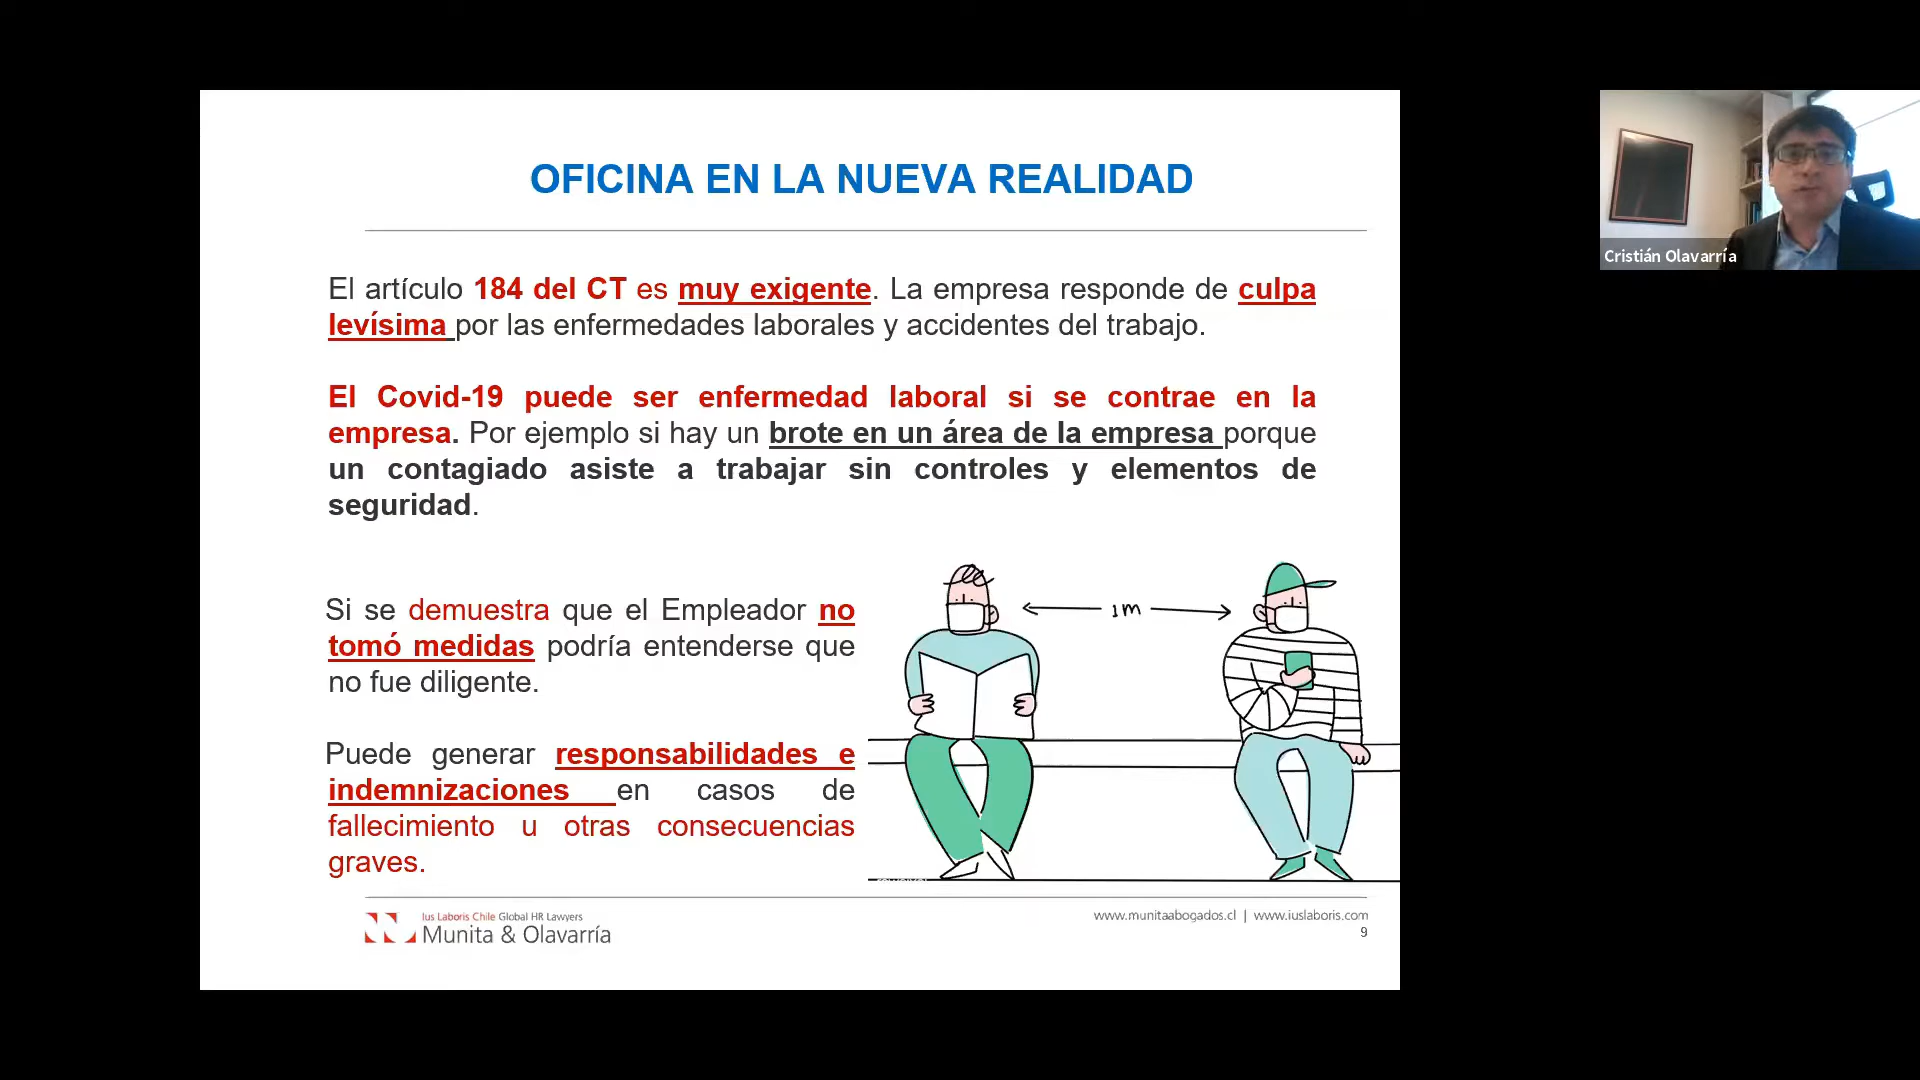 OFICINA EN LA NUEVA REALIDAD
Cristián Olavarría
El artículo 184 del CT es muy exigente. La empresa responde de culpa
levísima por las enfermedades laborales y accidentes del trabajo.
El Covid-19 puede ser enfermedad laboral si se contrae en la
empresa. Por ejemplo si hay un brote en un área de la empresa porque
un contagiado asiste a trabajar sin controles y elementos de
seguridad.
Si se demuestra que el Empleador no
tomó medidas podría entenderse que
no fue diligente.
1M
Puede generar responsabilidades e
indemnizaciones en casos de
fallecimiento u otras consecuencias
graves.
Ius Laboris Chile Global HR Lawyers
Munita & Olavarría
www.munitaabogados.cl | www.iuslaboris.com
9